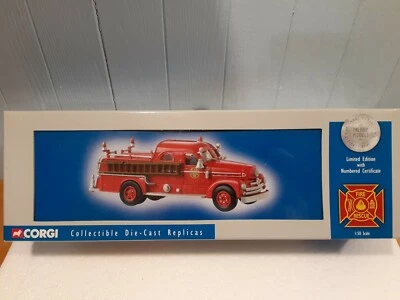 Limited Edition
with
Numbered Certificate
FIRE
RESCUE
1:50 Scale
CORGI Collectible Die-Cast Replicas